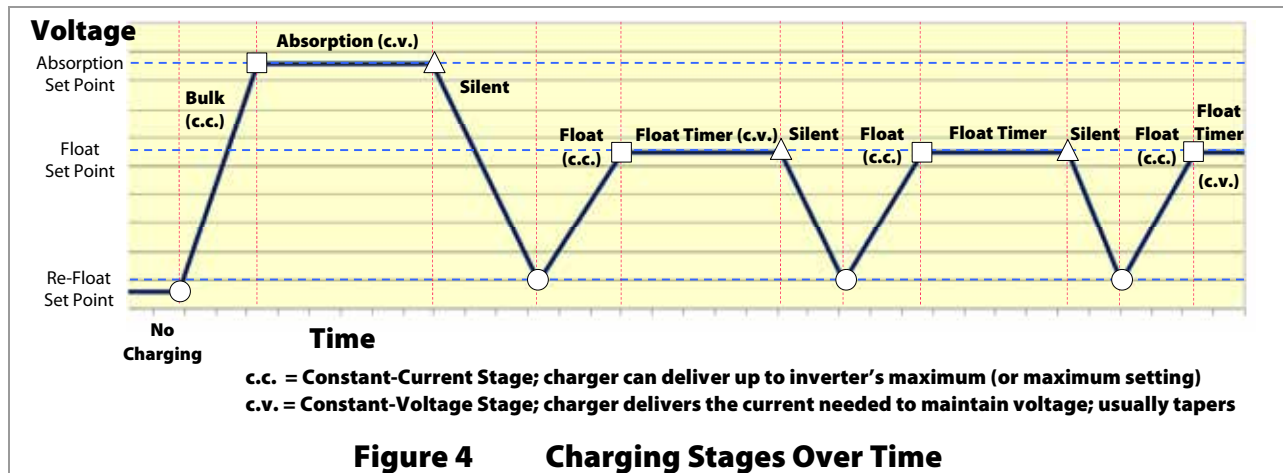 Voltage
Absorption
Set Point
Absorption (c.v.)
Bulk
(c.c.)
Silent
Float
Set Point
Float
(c.c.)
Float Timer (c.v.)
Silent
Float
(c.c.)
Float Timer
Silent
Float
(c.c.)
Float
Timer
(c.v.)
Re-Float
Set Point
No
Charging
Time
c.c. = Constant-Current Stage; charger can deliver up to inverter's maximum (or maximum setting)
c.v. = Constant-Voltage Stage; charger delivers the current needed to maintain voltage; usually tapers
Figure 4 Charging Stages Over Time